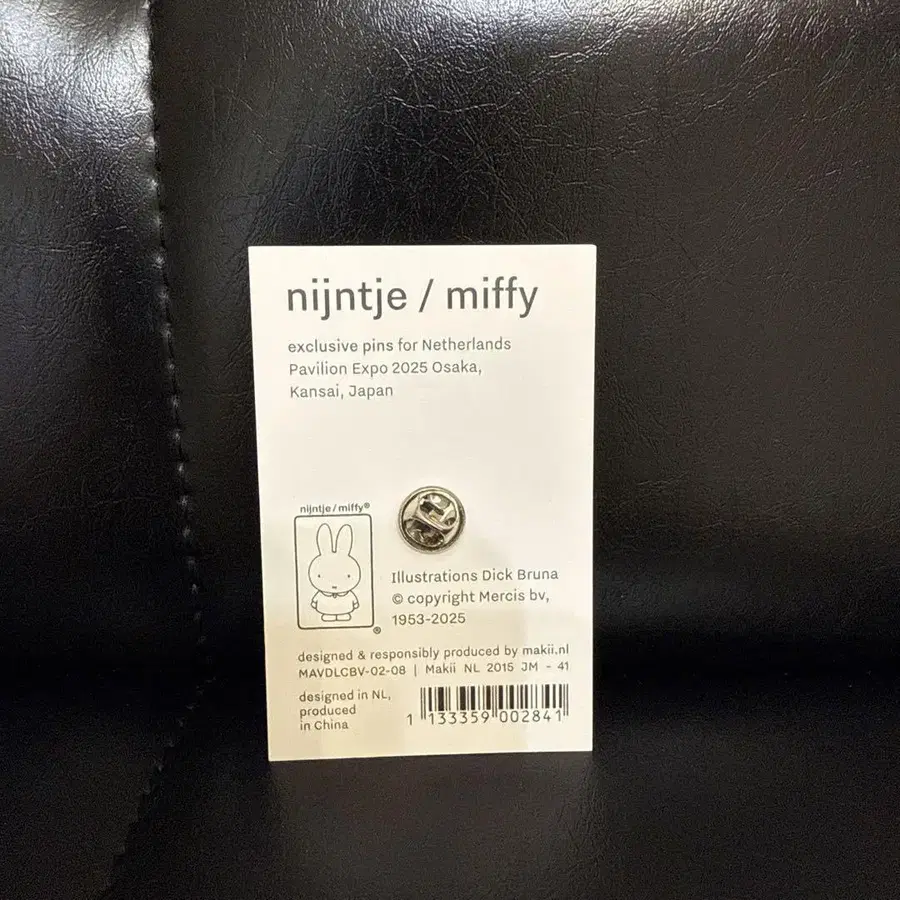 nijntje / miffy
exclusive pins for Netherlands
Pavilion Expo 2025 Osaka,
Kansai, Japan
nijntje / miffy®
®
Illustrations Dick Bruna
© copyright Mercis bv,
1953-2025
designed & responsibly produced by makii.nl
MAVDLCBV-02-08 | Makii NL 2015 JM - 41
designed in NL,
produced
in China
1 133359 002841